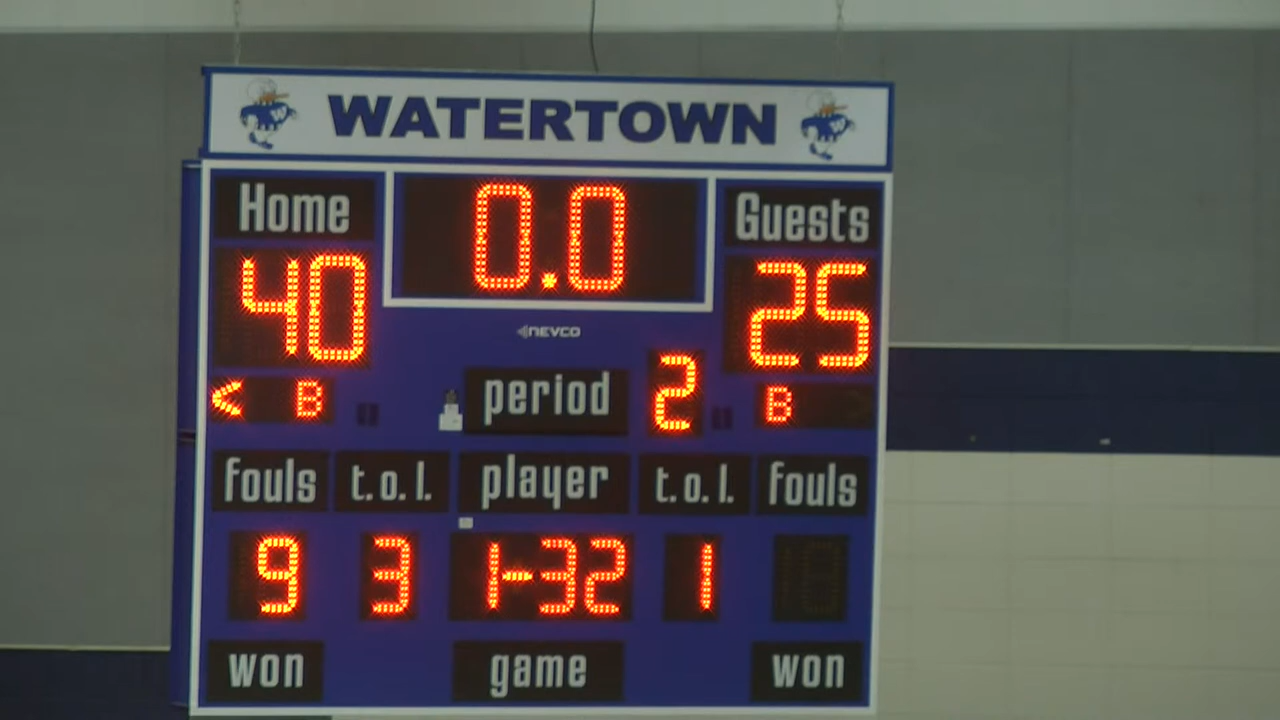 WATERTOWN
Home 0.0 Guests
40 25
NEVCO
< B period 2 B
fouls t.o.l. player t.o.l. fouls
9 3 1-32 1
won game won